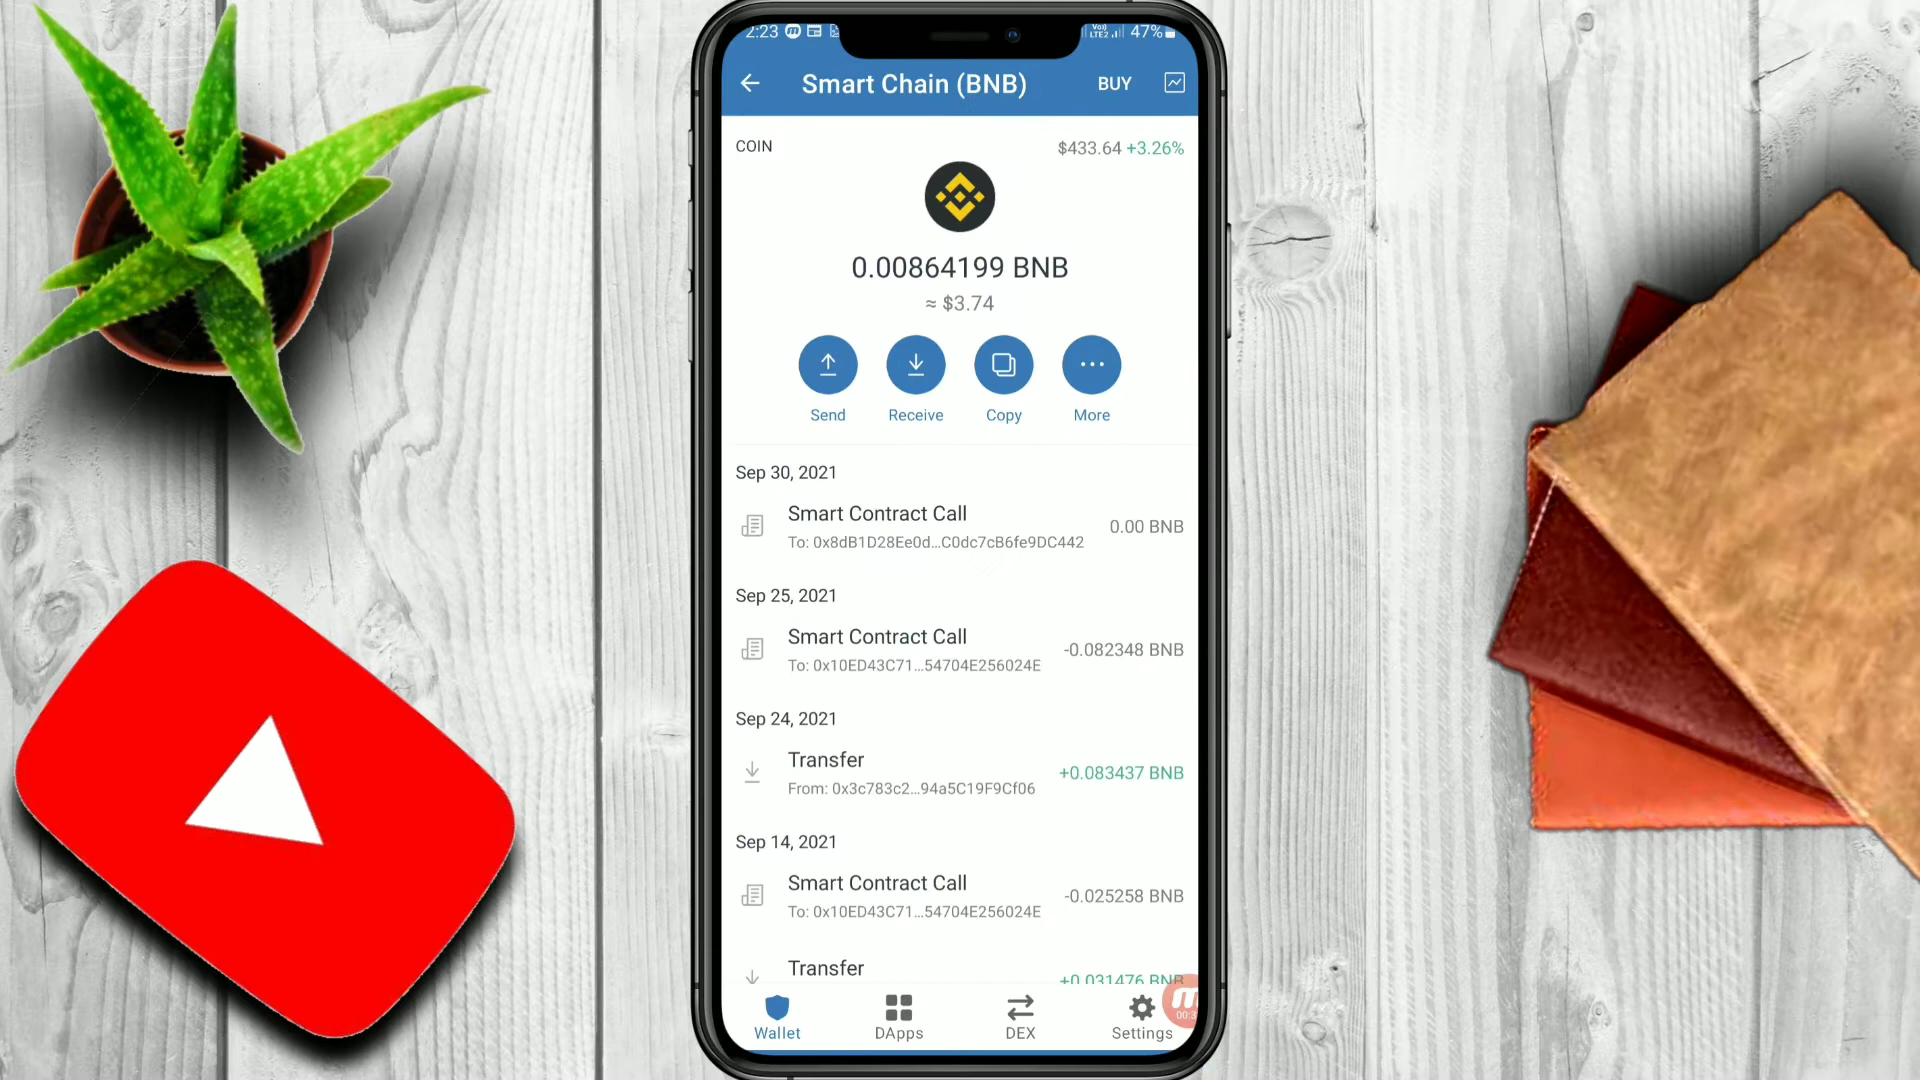 2:23
VoJ
LTE2
47%
Smart Chain (BNB)
BUY
COIN
$433.64 +3.26%
0.00864199 BNB
≈ $3.74
Send
Receive
Copy
More
Sep 30, 2021
Smart Contract Call
0.00 BNB
To: 0x8dB1D28Ee0d...C0dc7cB6fe9DC442
Sep 25, 2021
Smart Contract Call
-0.082348 BNB
To: 0x10ED43C71...54704E256024E
Sep 24, 2021
Transfer
+0.083437 BNB
From: 0x3c783c2...94a5C19F9Cf06
Sep 14, 2021
Smart Contract Call
-0.025258 BNB
To: 0x10ED43C71...54704E256024E
Transfer
+0.031476 BNB
Wallet
DApps
DEX
Settings